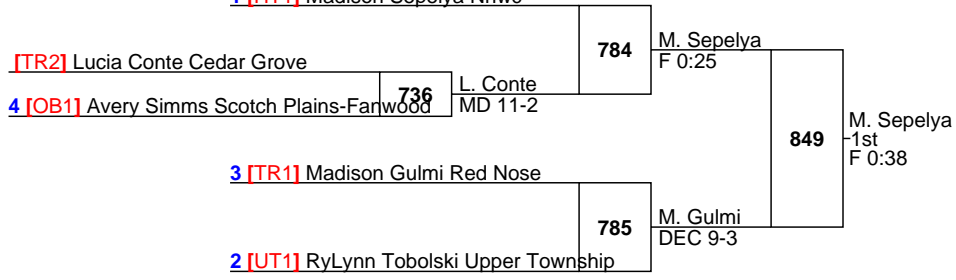 784
M. Sepelya
F 0:25
[TR2] Lucia Conte Cedar Grove
736
L. Conte
MD 11-2
4 [OB1] Avery Simms Scotch Plains-Fanwood
849
M. Sepelya
1st
F 0:38
3 [TR1] Madison Gulmi Red Nose
785
M. Gulmi
DEC 9-3
2 [UT1] RyLynn Tobolski Upper Township